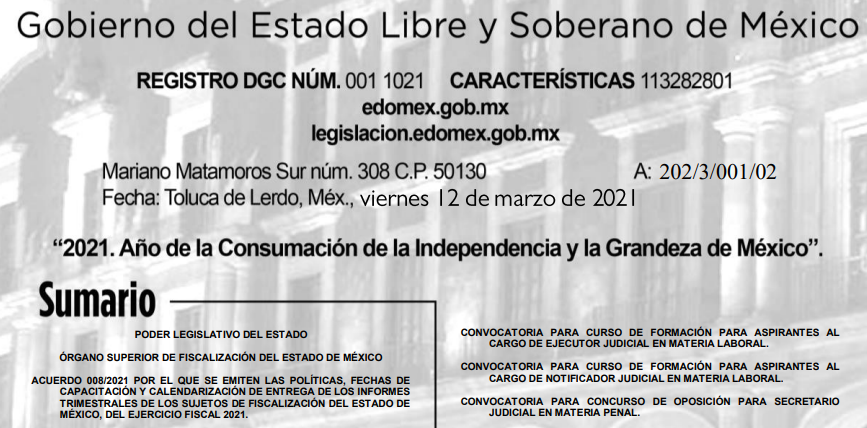 Gobierno del Estado Libre y Soberano de México
REGISTRO DGC NÚM. 001 1021 CARACTERÍSTICAS 113282801
edomex.gob.mx
legislacion.edomex.gob.mx
Mariano Matamoros Sur núm. 308 C.P. 50130 A: 202/3/001/02
Fecha: Toluca de Lerdo, Méx., viernes 12 de marzo de 2021
“2021. Año de la Consumación de la Independencia y la Grandeza de México”.
Sumario
PODER LEGISLATIVO DEL ESTADO
ÓRGANO SUPERIOR DE FISCALIZACIÓN DEL ESTADO DE MÉXICO
ACUERDO 008/2021 POR EL QUE SE EMITEN LAS POLÍTICAS, FECHAS DE
CAPACITACIÓN Y CALENDARIZACIÓN DE ENTREGA DE LOS INFORMES
TRIMESTRALES DE LOS SUJETOS DE FISCALIZACIÓN DEL ESTADO DE
MÉXICO, DEL EJERCICIO FISCAL 2021.
CONVOCATORIA PARA CURSO DE FORMACIÓN PARA ASPIRANTES AL
CARGO DE EJECUTOR JUDICIAL EN MATERIA LABORAL.
CONVOCATORIA PARA CURSO DE FORMACIÓN PARA ASPIRANTES AL
CARGO DE NOTIFICADOR JUDICIAL EN MATERIA LABORAL.
CONVOCATORIA PARA CONCURSO DE OPOSICIÓN PARA SECRETARIO
JUDICIAL EN MATERIA PENAL.